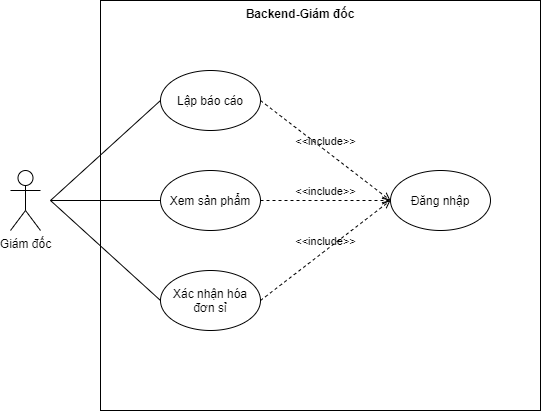 Backend-Giám đốc
Lập báo cáo
<<include>>
Xem sản phẩm
<<include>>
Đăng nhập
Giám đốc
<<include>>
Xác nhận hóa
đơn sỉ